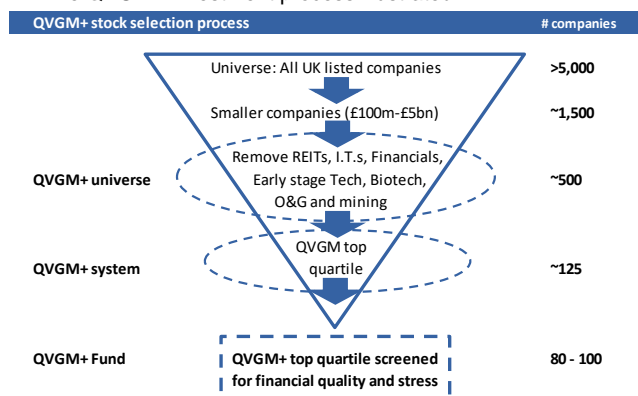 QVGM+ stock selection process # companies
Universe: All UK listed companies >5,000
Smaller companies (£100m-£5bn) ~1,500
Remove REITs, I.T.s, Financials,
QVGM+ universe Early stage Tech, Biotech, ~500
O&G and mining
QVGM top
QVGM+ system quartile ~125
QVGM+ Fund QVGM+ top quartile screened 80 - 100
for financial quality and stress